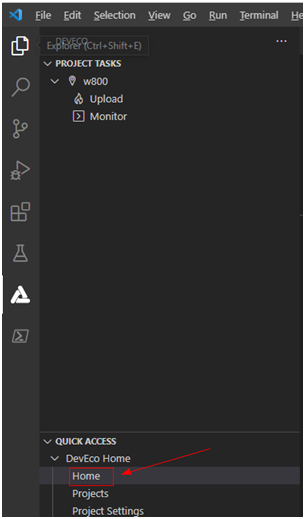 File Edit Selection View Go Run Terminal He
DEVECO
Explorer (Ctrl+Shift+E)
PROJECT TASKS
w800
Upload
Monitor
QUICK ACCESS
DevEco Home
Home
Projects
Project Settings